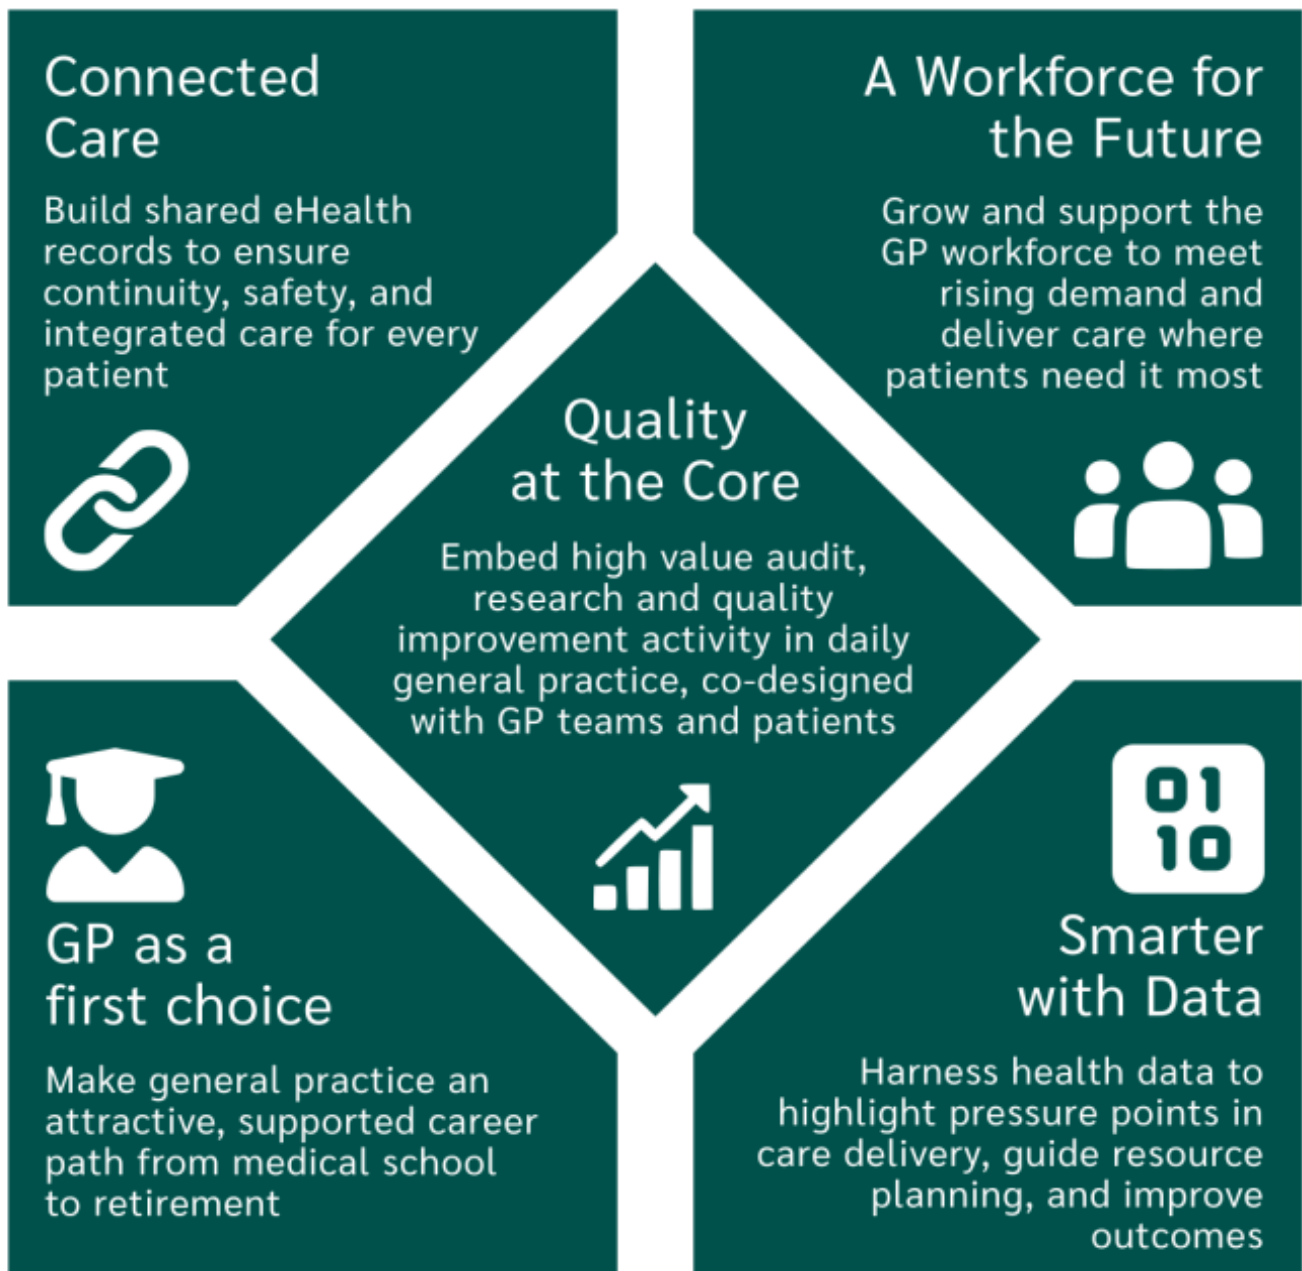 Connected
Care
Build shared eHealth
records to ensure
continuity, safety, and
integrated care for every
patient
A Workforce for
the Future
Grow and support the
GP workforce to meet
rising demand and
deliver care where
patients need it most
Quality
at the Core
Embed high value audit,
research and quality
improvement activity in daily
general practice, co-designed
with GP teams and patients
GP as a
first choice
Make general practice an
attractive, supported career
path from medical school
to retirement
01
10
Smarter
with Data
Harness health data to
highlight pressure points in
care delivery, guide resource
planning, and improve
outcomes